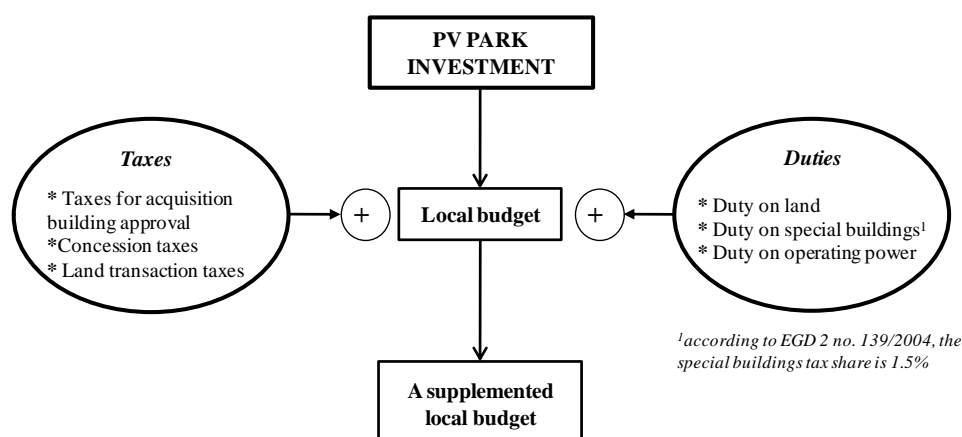 PV PARK
INVESTMENT
Taxes
* Taxes for acquisition
building approval
*Concession taxes
* Land transaction taxes
+
Local budget
+
Duties
* Duty on land
* Duty on special buildings¹
* Duty on operating power
¹according to EGD 2 no. 139/2004, the
special buildings tax share is 1.5%
A supplemented
local budget